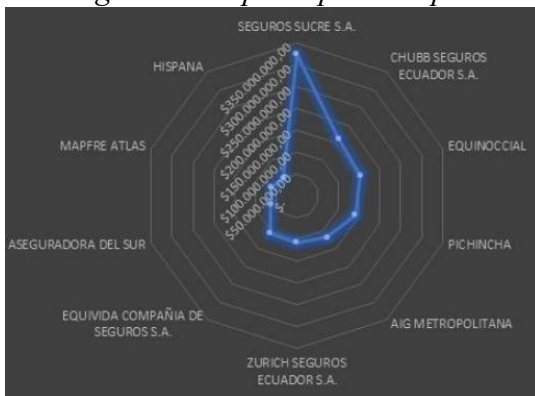 SEGUROS SUCRE S.A.
HISPANA
CHUBB SEGUROS
ECUADOR S.A.
$350.000.000,00
$300.000.000,00
$250.000.000,00
$200.000.000,00
$150.000.000,00
$100.000.000,00
$50.000.000,00
$-
MAPFRE ATLAS
EQUINOCCIAL
ASEGURADORA DEL SUR
PICHINCHA
EQUIVIDA COMPAÑIA DE
SEGUROS S.A.
AIG METROPOLITANA
ZURICH SEGUROS
ECUADOR S.A.